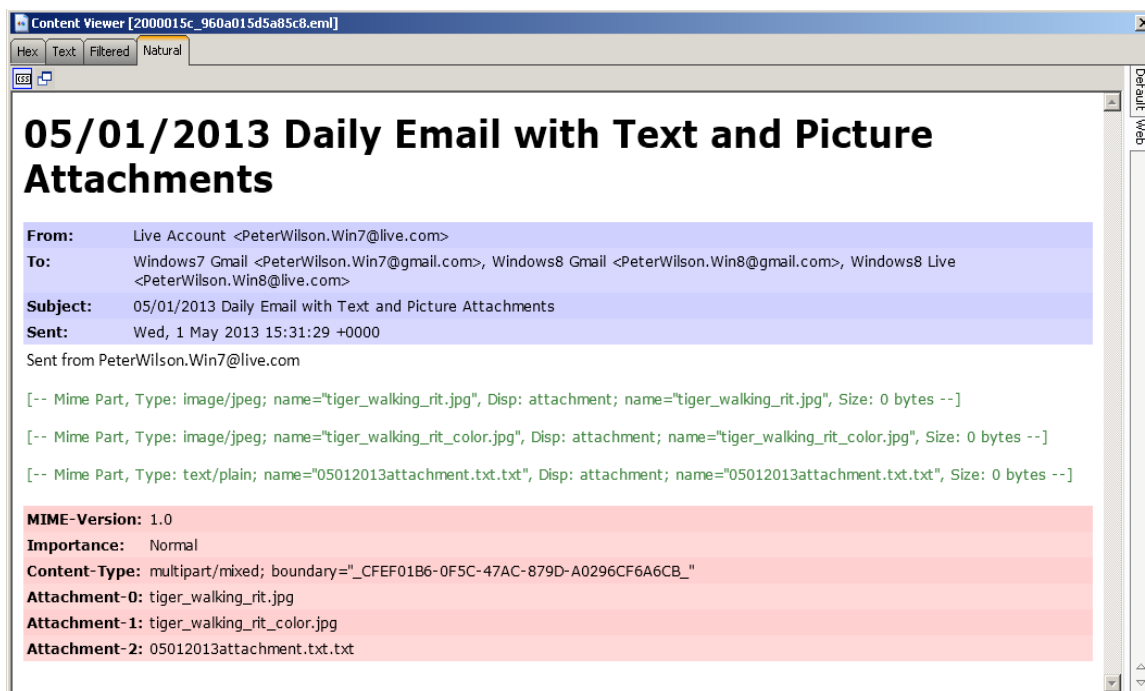 Content Viewer [2000015c_960a015d5a85c8.eml]
Hex Text Filtered Natural
css
Default Web
05/01/2013 Daily Email with Text and Picture
Attachments
From: Live Account <PeterWilson.Win7@live.com>
To: Windows7 Gmail <PeterWilson.Win7@gmail.com>, Windows8 Gmail <PeterWilson.Win8@gmail.com>, Windows8 Live
<PeterWilson.Win8@live.com>
Subject: 05/01/2013 Daily Email with Text and Picture Attachments
Sent: Wed, 1 May 2013 15:31:29 +0000
Sent from PeterWilson.Win7@live.com
[-- Mime Part, Type: image/jpeg; name="tiger_walking_rit.jpg", Disp: attachment; name="tiger_walking_rit.jpg", Size: 0 bytes --]
[-- Mime Part, Type: image/jpeg; name="tiger_walking_rit_color.jpg", Disp: attachment; name="tiger_walking_rit_color.jpg", Size: 0 bytes --]
[-- Mime Part, Type: text/plain; name="05012013attachment.txt.txt", Disp: attachment; name="05012013attachment.txt.txt", Size: 0 bytes --]
MIME-Version: 1.0
Importance: Normal
Content-Type: multipart/mixed; boundary="_CFEF01B6-0F5C-47AC-879D-A0296CF6A6CB_"
Attachment-0: tiger_walking_rit.jpg
Attachment-1: tiger_walking_rit_color.jpg
Attachment-2: 05012013attachment.txt.txt